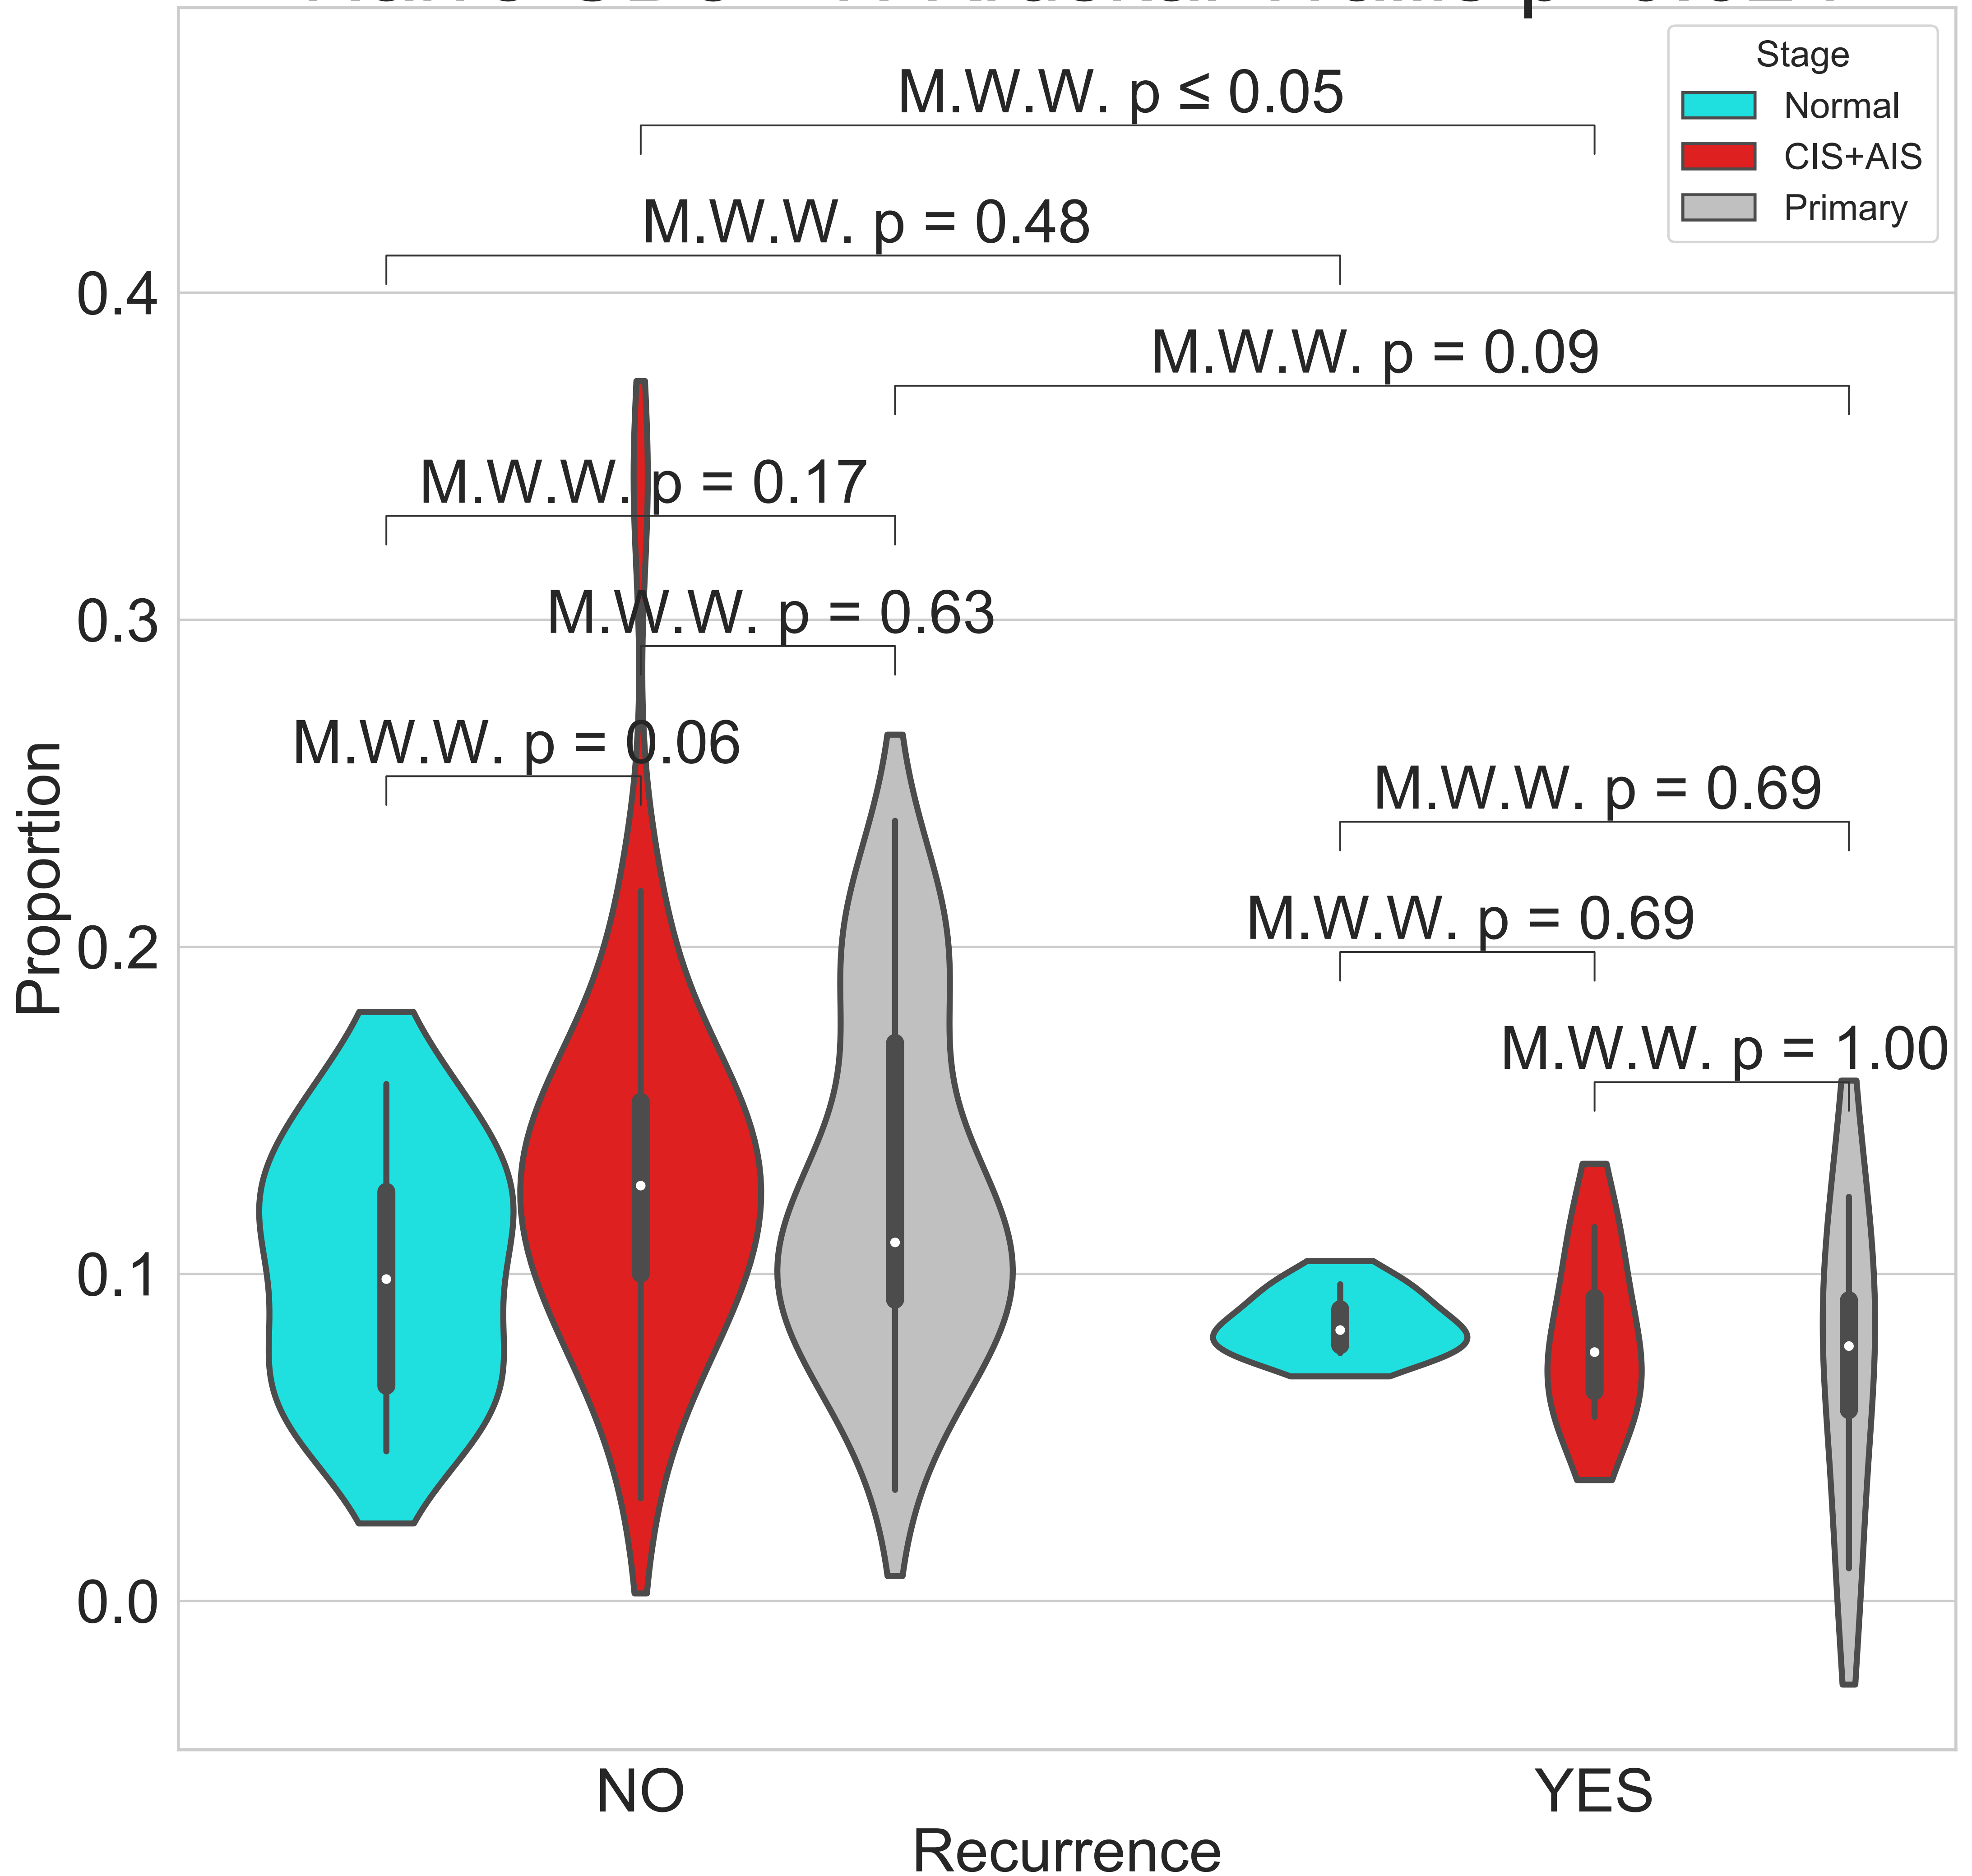 Stage
Normal
CIS+AIS
Primary
M.W.W. p ≤ 0.05
M.W.W. p = 0.48
M.W.W. p = 0.09
M.W.W. p = 0.17
M.W.W. p = 0.63
M.W.W. p = 0.06
M.W.W. p = 0.69
M.W.W. p = 0.69
M.W.W. p = 1.00
0.4
0.3
0.2
0.1
0.0
Proportion
NO
YES
Recurrence